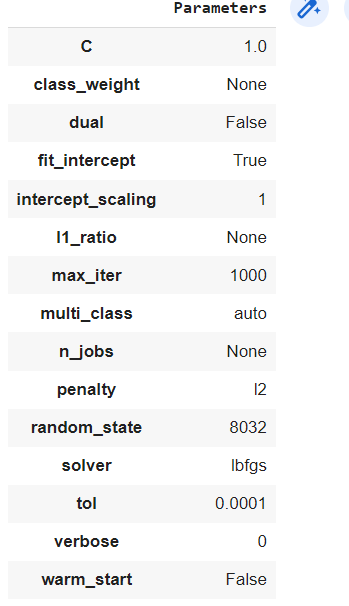 Parameters
C 1.0
class_weight None
dual False
fit_intercept True
intercept_scaling 1
l1_ratio None
max_iter 1000
multi_class auto
n_jobs None
penalty l2
random_state 8032
solver lbfgs
tol 0.0001
verbose 0
warm_start False